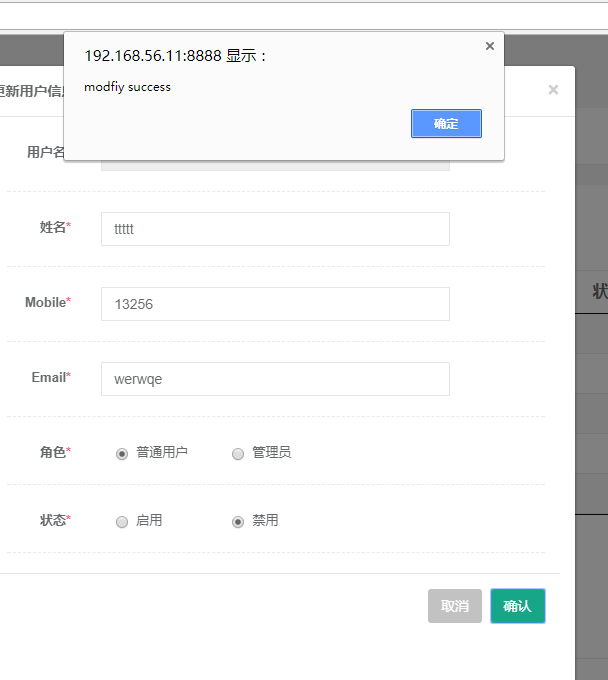 192.168.56.11:8888 显示：
modfiy success
确定
更新用户信息
用户名
姓名* ttttt
Mobile* 13256
Email* werwqe
角色* 普通用户 管理员
状态* 启用 禁用
取消 确认
状